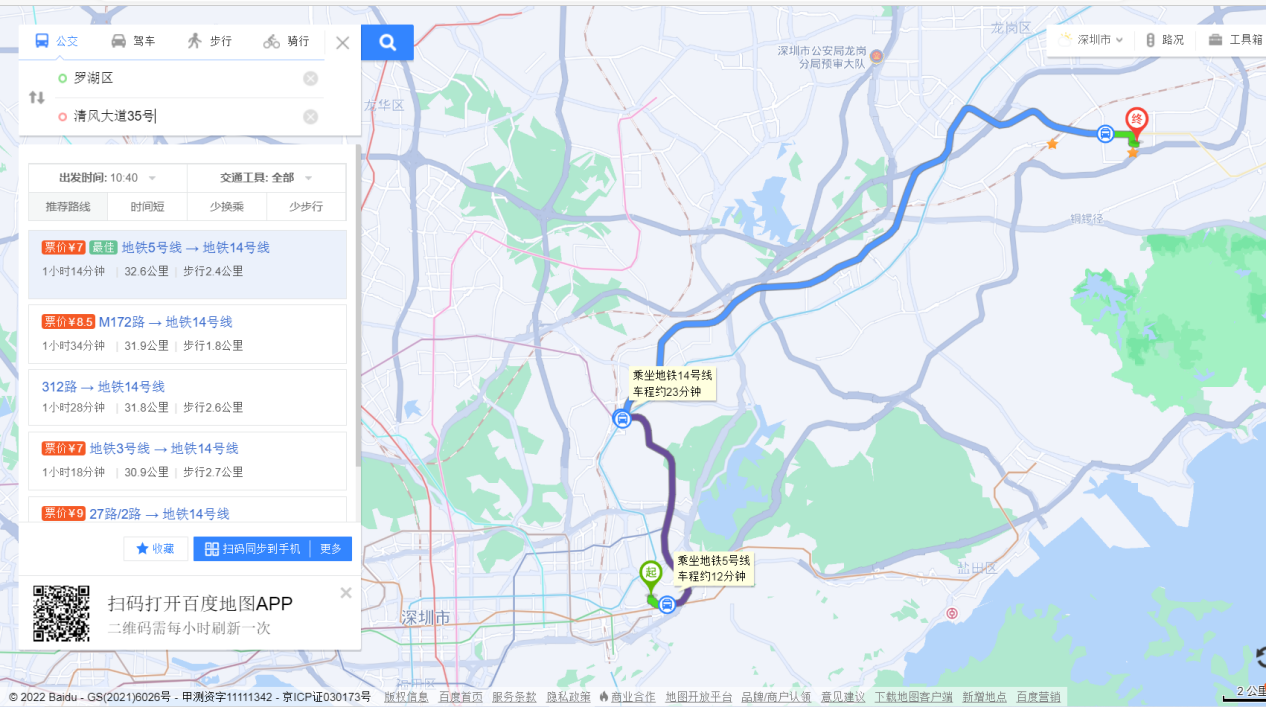 公交 驾车 步行 骑行
罗湖区
清风大道35号
出发时间: 10:40 交通工具: 全部
推荐路线 时间短 少换乘 少步行
票价¥7 最佳 地铁5号线 → 地铁14号线
1小时14分钟 | 32.6公里 | 步行2.4公里
票价¥8.5 M172路 → 地铁14号线
1小时34分钟 | 31.9公里 | 步行1.8公里
312路 → 地铁14号线
1小时28分钟 | 31.8公里 | 步行2.6公里
票价¥7 地铁3号线 → 地铁14号线
1小时18分钟 | 30.9公里 | 步行2.7公里
票价¥9 27路/2路 → 地铁14号线
收藏 扫码同步到手机 更多
扫码打开百度地图APP
二维码需每小时刷新一次
深圳市 路况 工具箱
龙岗区
深圳市公安局龙岗
分局预审大队
龙华区
终
铜锣径
乘坐地铁14号线
车程约23分钟
乘坐地铁5号线
车程约12分钟
起
盐田区
深圳市
福田区
2 公里
© 2022 Baidu - GS(2021)6026号 - 甲测资字11111342 - 京ICP证030173号 版权信息 百度首页 服务条款 隐私政策 商业合作 地图开放平台 品牌/商户认领 意见建议 下载地图客户端 新增地点 百度营销